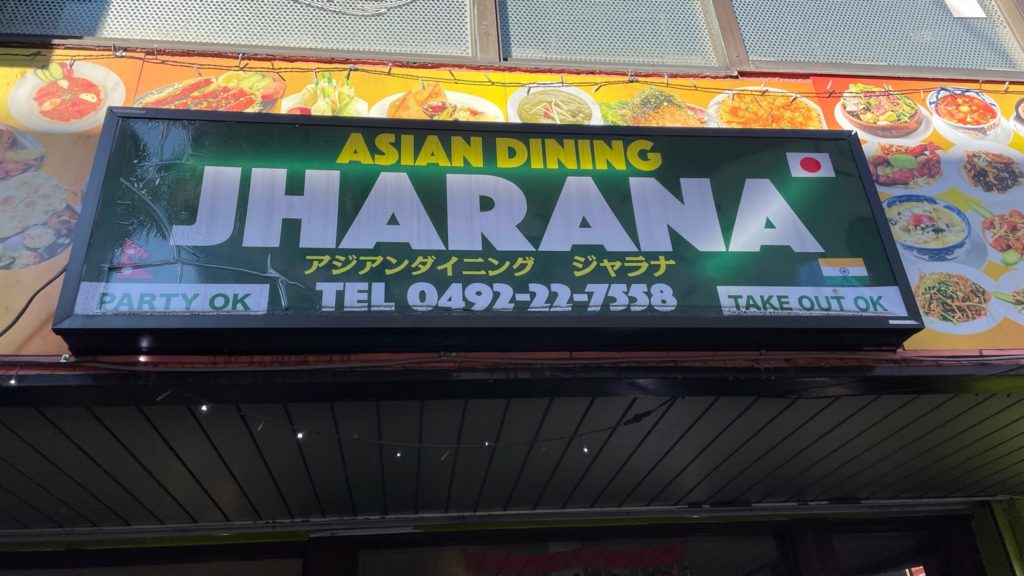 ASIAN DINING
JHARANA
アジアンダイニング ジャラナ
PARTY OK
TEL 0492-22-7558
TAKE OUT OK